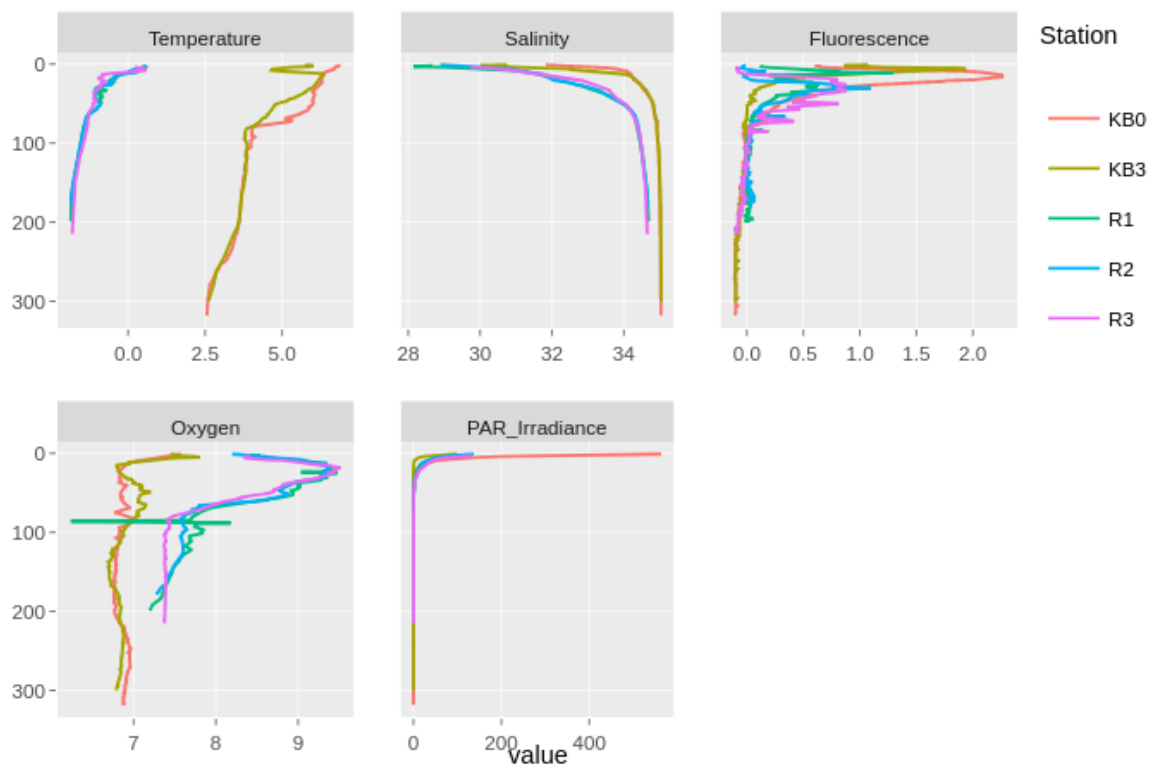 Temperature Salinity Fluorescence Station
0
100
200
300
KB0
KB3
R1
R2
R3
0.0 2.5 5.0 28 30 32 34 0.0 0.5 1.0 1.5 2.0
Oxygen PAR_Irradiance
0
100
200
300
7 8 9 0 200 400
value